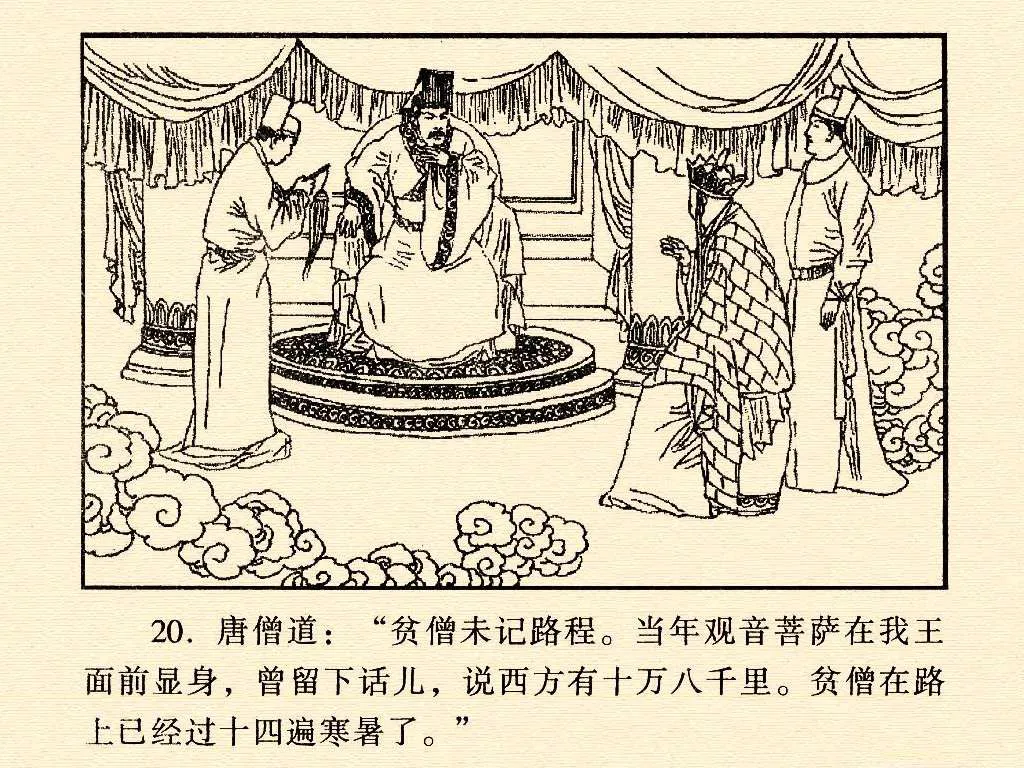 20. 唐僧道：“贫僧未记路程。当年观音菩萨在我王
面前显身，曾留下话儿，说西方有十万八千里。贫僧在路
上已经过十四遍寒暑了。”